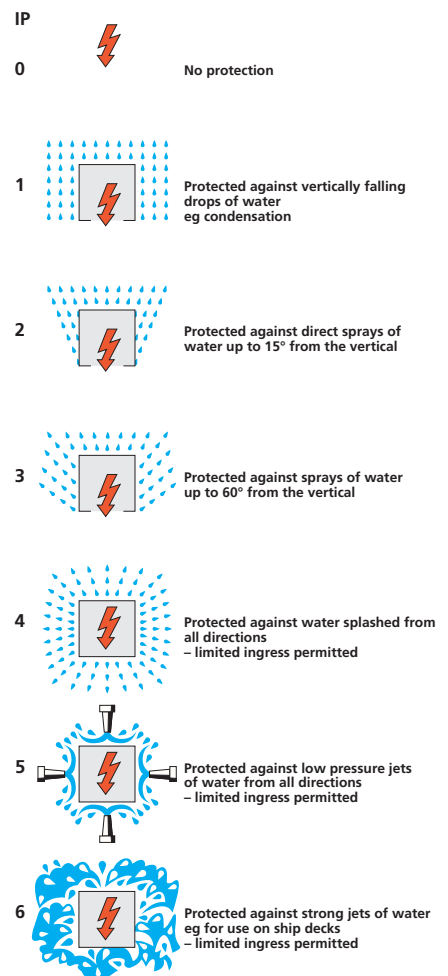 IP
0
No protection
1
Protected against vertically falling
drops of water
eg condensation
2
Protected against direct sprays of
water up to 15° from the vertical
3
Protected against sprays of water
up to 60° from the vertical
4
Protected against water splashed from
all directions
– limited ingress permitted
5
Protected against low pressure jets
of water from all directions
– limited ingress permitted
6
Protected against strong jets of water
eg for use on ship decks
– limited ingress permitted